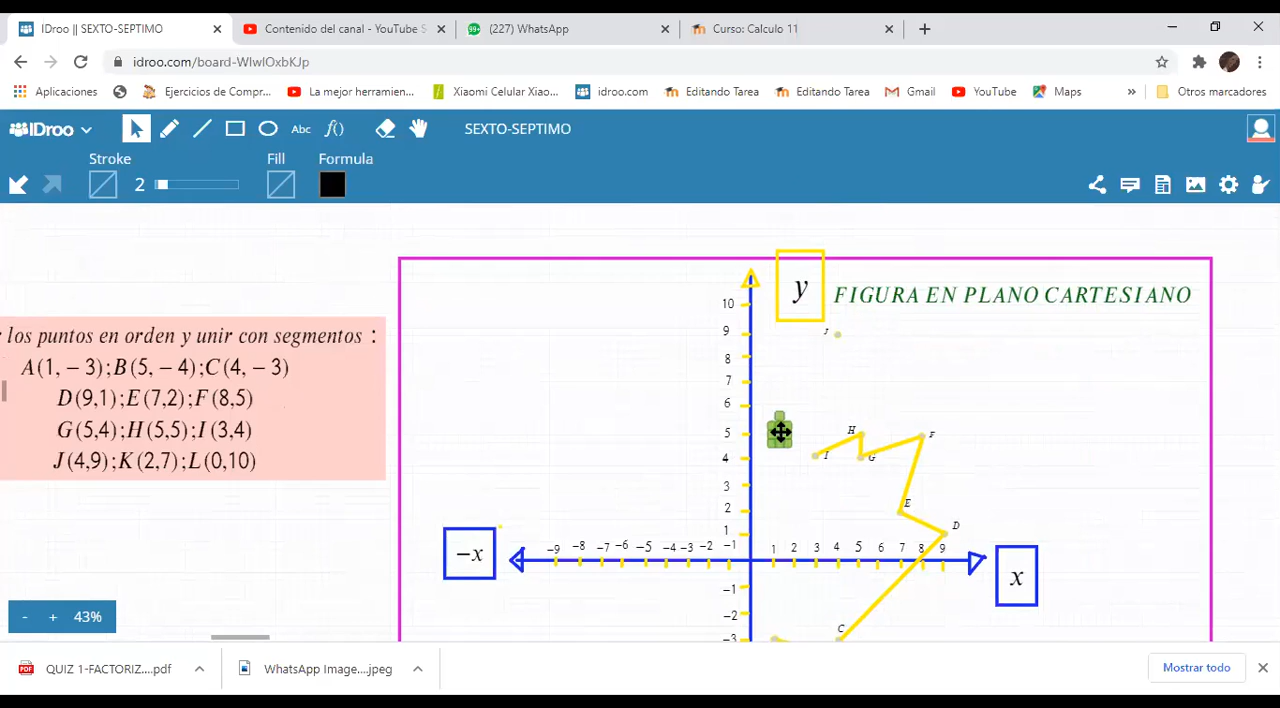 IDroo || SEXTO-SEPTIMO
Contenido del canal - YouTube S
(227) WhatsApp
Curso: Calculo 11
idroo.com/board-WIwIOxbKJp
Aplicaciones
Ejercicios de Compr...
La mejor herramien...
Xiaomi Celular Xiao...
idroo.com
Editando Tarea
Editando Tarea
Gmail
YouTube
Maps
»
Otros marcadores
IDroo
Abc
f()
SEXTO-SEPTIMO
Stroke
2
Fill
Formula
los puntos en orden y unir con segmentos :
A(1, – 3);B(5, – 4);C(4, – 3)
D(9,1);E(7,2);F(8,5)
G(5,4);H(5,5);I(3,4)
J(4,9);K(2,7);L(0,10)
y
FIGURA EN PLANO CARTESIANO
10
9
J
8
7
6
5
H
F
4
I
G
3
2
E
1
D
–x
–9 –8 –7 –6 –5 –4 –3 –2 –1 1 2 3 4 5 6 7 8 9
x
–1
–2
C
–3
- + 43%
QUIZ 1-FACTORIZ....pdf
WhatsApp Image....jpeg
Mostrar todo